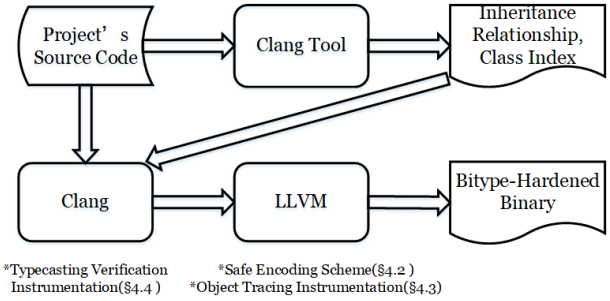 Project’s
Source Code
Clang Tool
Inheritance
Relationship,
Class Index
Clang
LLVM
Bitype-Hardened
Binary
*Typecasting Verification
Instrumentation(§4.4 )
*Safe Encoding Scheme(§4.2 )
*Object Tracing Instrumentation(§4.3)